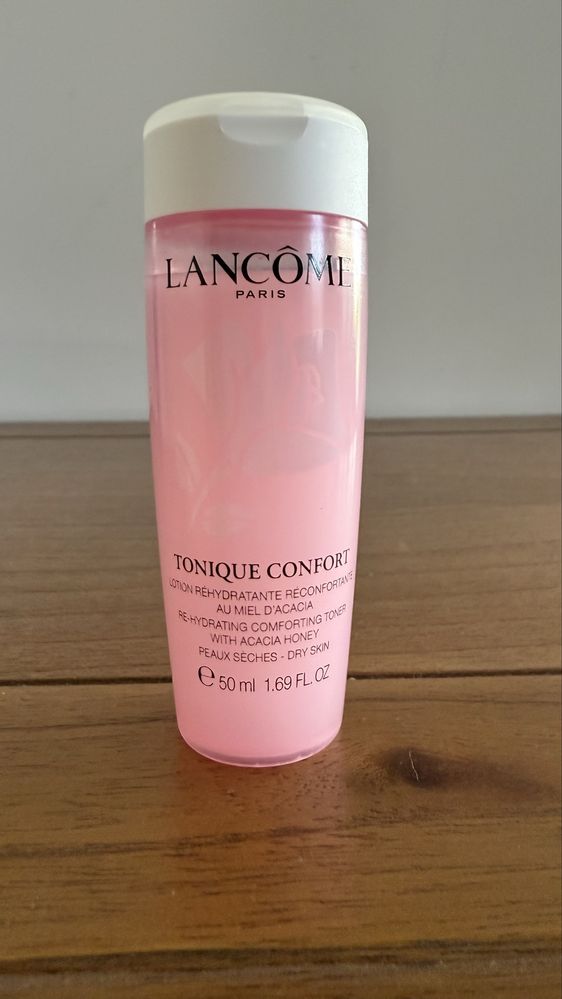 LANCÔME
PARIS
TONIQUE CONFORT
LOTION RÉHYDRATANTE RÉCONFORTANTE
AU MIEL D'ACACIA
RE-HYDRATING COMFORTING TONER
WITH ACACIA HONEY
PEAUX SÈCHES - DRY SKIN
℮ 50 ml 1.69 FL. OZ